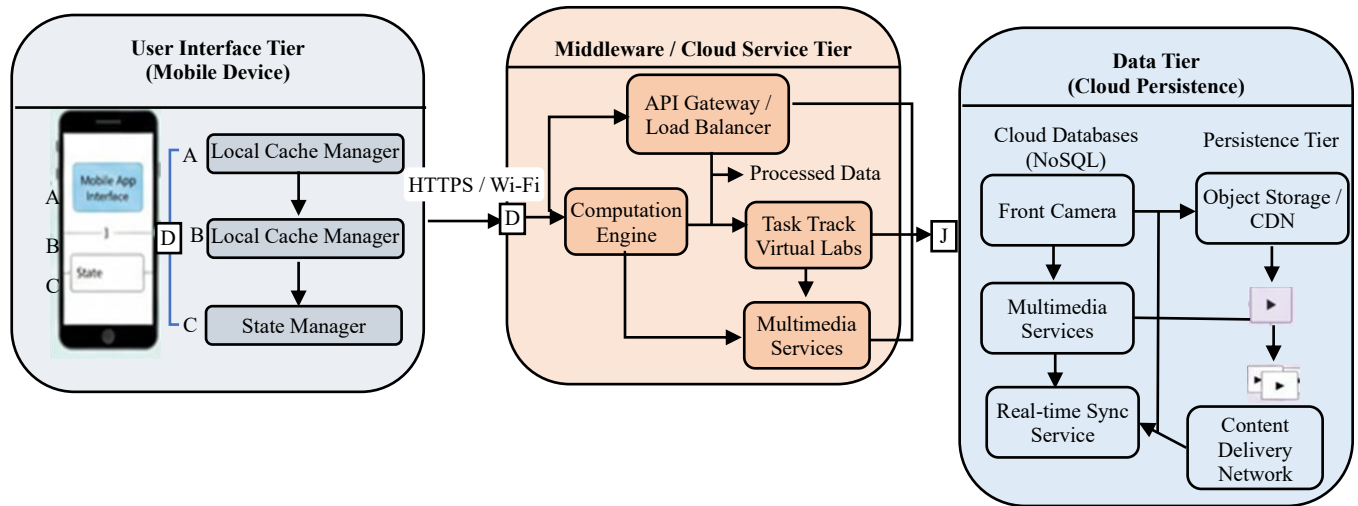 User Interface Tier
(Mobile Device)
Mobile App
Interface
State
A
B
C
D
A
Local Cache Manager
B
Local Cache Manager
C
State Manager
HTTPS / Wi-Fi
D
Middleware / Cloud Service Tier
API Gateway /
Load Balancer
Processed Data
Computation
Engine
Task Track
Virtual Labs
Multimedia
Services
J
Data Tier
(Cloud Persistence)
Cloud Databases
(NoSQL)
Persistence Tier
Front Camera
Object Storage /
CDN
Multimedia
Services
Real-time Sync
Service
Content
Delivery
Network